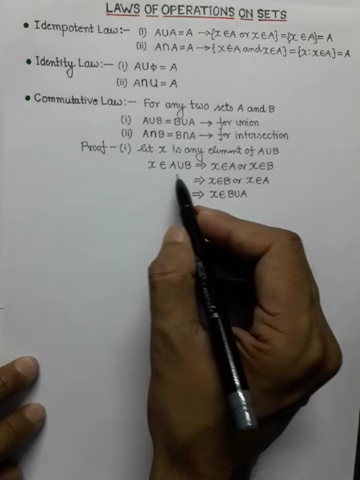 LAWS OF OPERATIONS ON SETS
• Idempotent Law:- (i) A∪A = A → {x∈A or x∈A} = {x∈A} = A
(ii) A∩A = A → {x∈A and x∈A} = {x:x∈A} = A
• Identity Law:- (i) A∪Φ = A
(ii) A∩U = A
• Commutative Law:- For any two sets A and B
(i) A∪B = B∪A → for union
(ii) A∩B = B∩A → for intersection
Proof - (i) let x is any element of A∪B
x ∈ A∪B ⇒ x∈A or x∈B
⇒ x∈B or x∈A
⇒ x∈B∪A